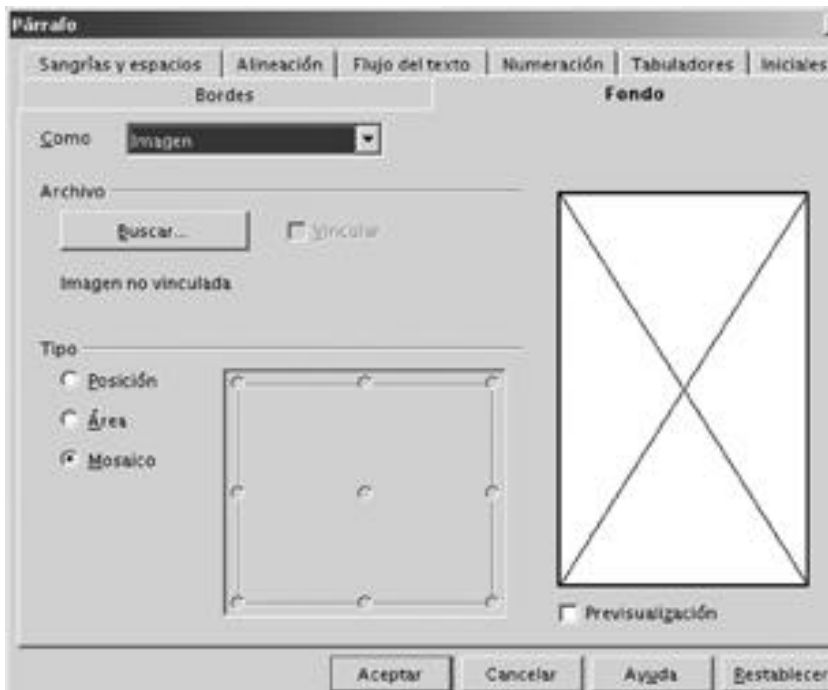 Párrafo
Sangrías y espacios Alineación Flujo del texto Numeración Tabuladores Iniciales
Bordes Fondo
Como Imagen
Archivo
Buscar... Vincular
Imagen no vinculada
Tipo
Posición
Área
Mosaico
Previsualización
Aceptar Cancelar Ayuda Restablecer